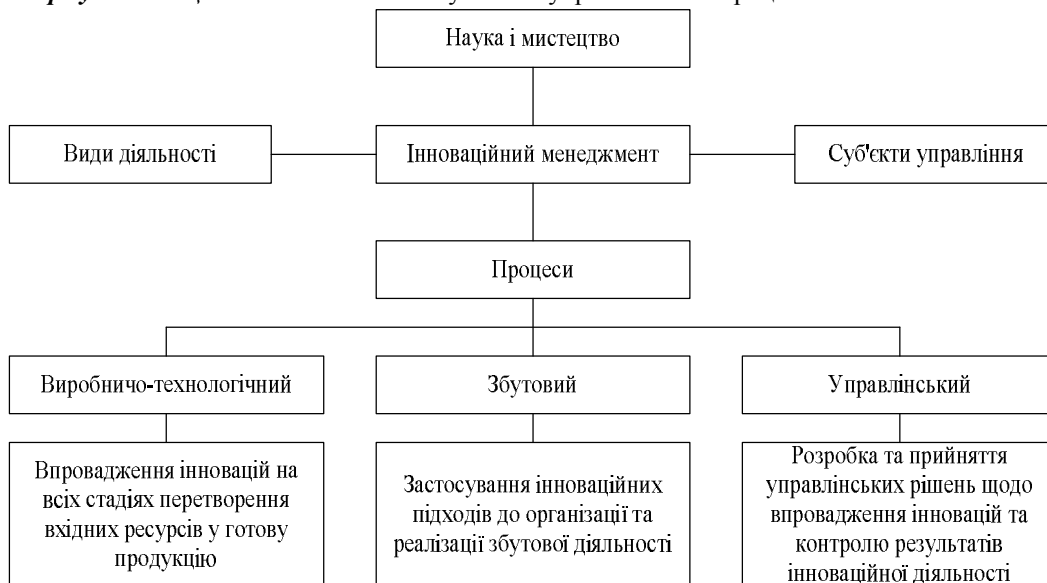 Наука і мистецтво
Види діяльності
Інноваційний менеджмент
Суб'єкти управління
Процеси
Виробничо-технологічний
Збутовий
Управлінський
Впровадження інновацій на
всіх стадіях перетворення
вхідних ресурсів у готову
продукцію
Застосування інноваційних
підходів до організації та
реалізації збутової діяльності
Розробка та прийняття
управлінських рішень щодо
впровадження інновацій та
контролю результатів
інноваційної діяльності